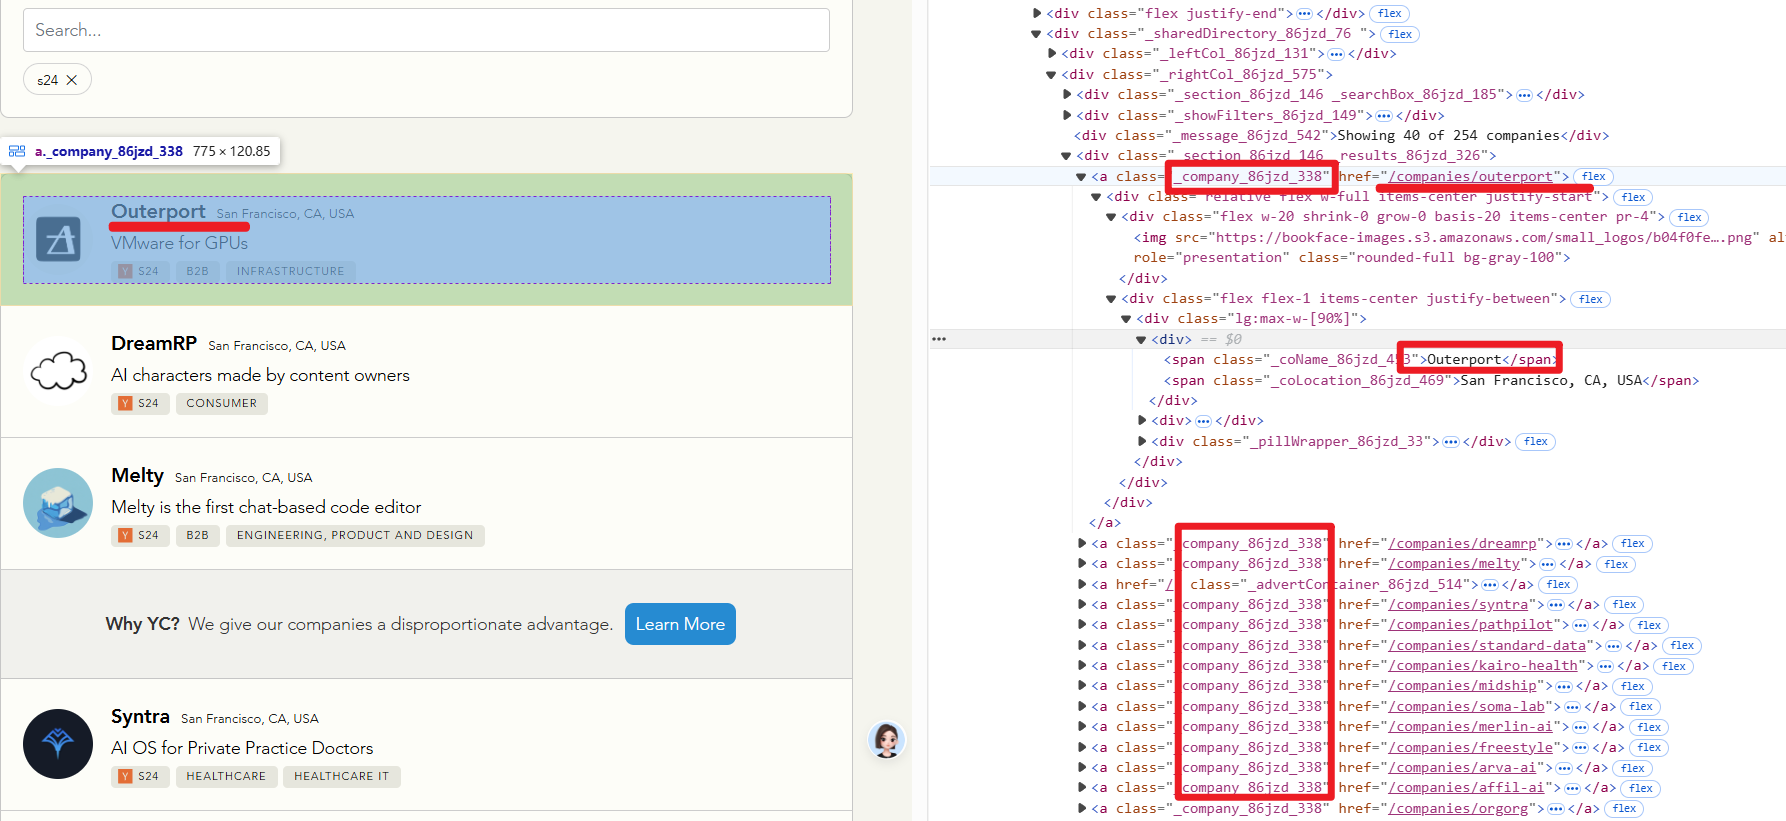 Search...
s24 ×
a._company_86jzd_338 775 × 120.85
Outerport San Francisco, CA, USA
VMware for GPUs
Y S24 B2B INFRASTRUCTURE
DreamRP San Francisco, CA, USA
AI characters made by content owners
Y S24 CONSUMER
Melty San Francisco, CA, USA
Melty is the first chat-based code editor
Y S24 B2B ENGINEERING, PRODUCT AND DESIGN
Why YC? We give our companies a disproportionate advantage. Learn More
Syntra San Francisco, CA, USA
AI OS for Private Practice Doctors
Y S24 HEALTHCARE HEALTHCARE IT
<div class="flex justify-end">…</div> flex
<div class="_sharedDirectory_86jzd_76 "> flex
<div class="_leftCol_86jzd_131">…</div>
<div class="_rightCol_86jzd_575">
<div class="_section_86jzd_146 _searchBox_86jzd_185">…</div>
<div class="_showFilters_86jzd_149">…</div>
<div class="_message_86jzd_542">Showing 40 of 254 companies</div>
<div class="_section_86jzd_146 _results_86jzd_326">
<a class="_company_86jzd_338" href="/companies/outerport"> flex
<div class="relative flex w-full items-center justify-start"> flex
<div class="flex w-20 shrink-0 grow-0 basis-20 items-center pr-4"> flex
<img src="https://bookface-images.s3.amazonaws.com/small_logos/b04f0fe….png" al
role="presentation" class="rounded-full bg-gray-100">
</div>
<div class="flex flex-1 items-center justify-between"> flex
<div class="lg:max-w-[90%]">
••• <div> == $0
<span class="_coName_86jzd_453">Outerport</span>
<span class="_coLocation_86jzd_469">San Francisco, CA, USA</span>
</div>
<div>…</div>
<div class="_pillWrapper_86jzd_33">…</div> flex
</div>
</div>
</div>
</a>
<a class="_company_86jzd_338" href="/companies/dreamrp">…</a> flex
<a class="_company_86jzd_338" href="/companies/melty">…</a> flex
<a href="/" class="_advertContainer_86jzd_514">…</a> flex
<a class="_company_86jzd_338" href="/companies/syntra">…</a> flex
<a class="_company_86jzd_338" href="/companies/pathpilot">…</a> flex
<a class="_company_86jzd_338" href="/companies/standard-data">…</a> flex
<a class="_company_86jzd_338" href="/companies/kairo-health">…</a> flex
<a class="_company_86jzd_338" href="/companies/midship">…</a> flex
<a class="_company_86jzd_338" href="/companies/soma-lab">…</a> flex
<a class="_company_86jzd_338" href="/companies/merlin-ai">…</a> flex
<a class="_company_86jzd_338" href="/companies/freestyle">…</a> flex
<a class="_company_86jzd_338" href="/companies/arva-ai">…</a> flex
<a class="_company_86jzd_338" href="/companies/affil-ai">…</a> flex
<a class="_company_86jzd_338" href="/companies/orgorg">…</a> flex